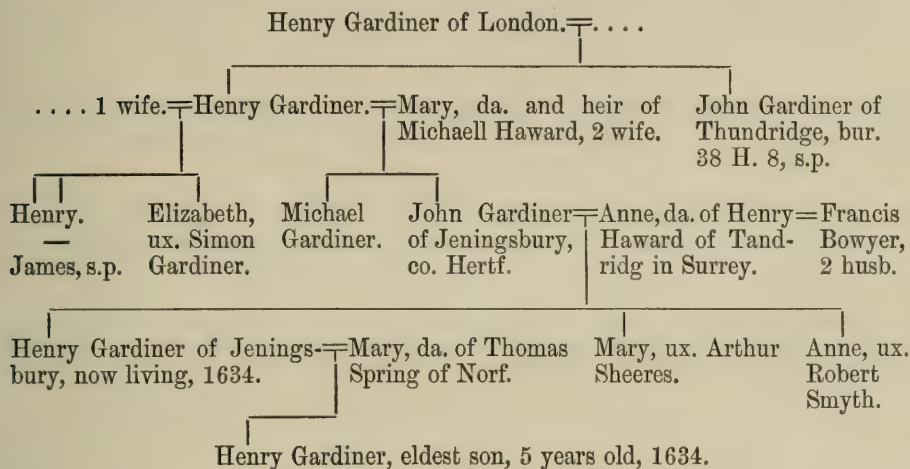 Henry Gardiner of London.=. . . .
. . . . 1 wife.=Henry Gardiner.=Mary, da. and heir of
Michaell Haward, 2 wife.
John Gardiner of
Thundridge, bur.
38 H. 8, s.p.
Henry.
—
James, s.p.
Elizabeth,
ux. Simon
Gardiner.
Michael
Gardiner.
John Gardiner=
of Jeningsbury,
co. Hertf.
Anne, da. of Henry=
Haward of Tand-
ridg in Surrey.
Francis
Bowyer,
2 husb.
Henry Gardiner of Jenings-=
bury, now living, 1634.
Mary, da. of Thomas
Spring of Norf.
Mary, ux. Arthur
Sheeres.
Anne, ux.
Robert
Smyth.
Henry Gardiner, eldest son, 5 years old, 1634.